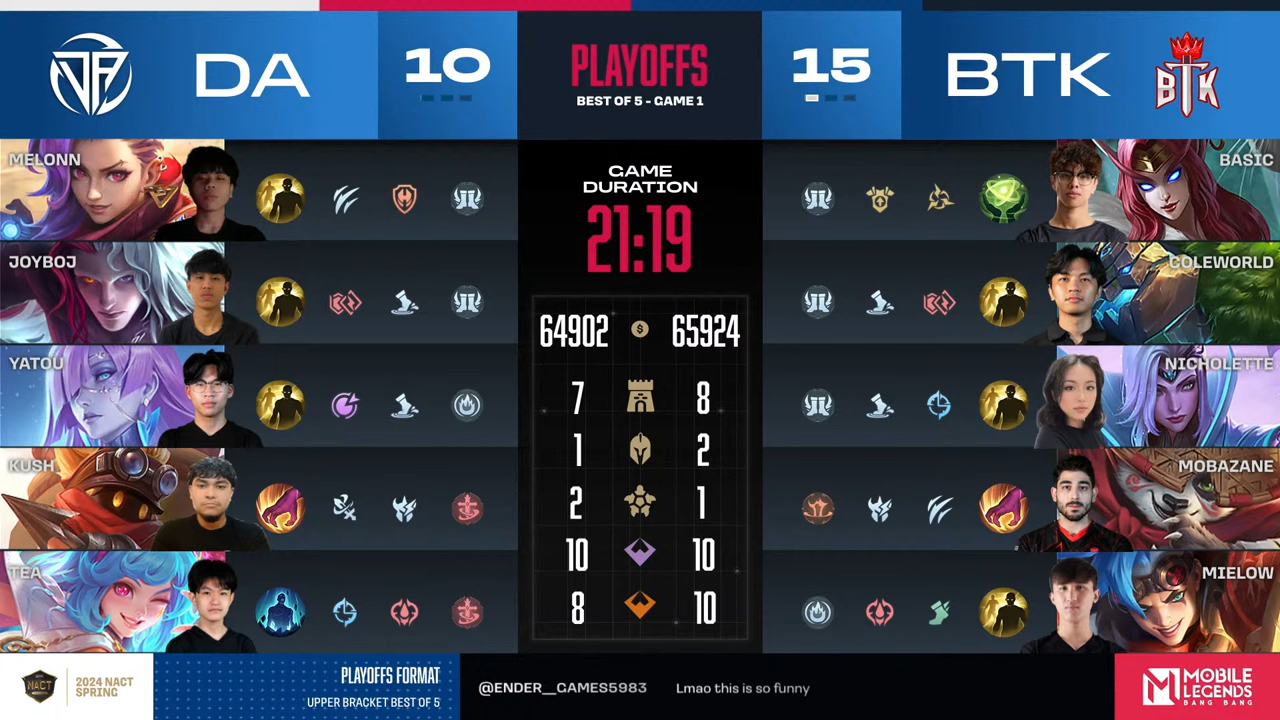 DA
10
PLAYOFFS
BEST OF 5 - GAME 1
15
BTK
BTK
MELONN
JOYBOJ
YATOU
KUSH
TEA
GAME
DURATION
21:19
64902 $ 65924
7 8
1 2
2 1
10 10
8 10
BASIC
COLEWORLD
NICHOLETTE
MOBAZANE
MIELOW
NACT
2024 NACT
SPRING
PLAYOFFS FORMAT
UPPER BRACKET BEST OF 5
@ENDER__GAMES5983 Lmao this is so funny
MOBILE
LEGENDS
BANG BANG